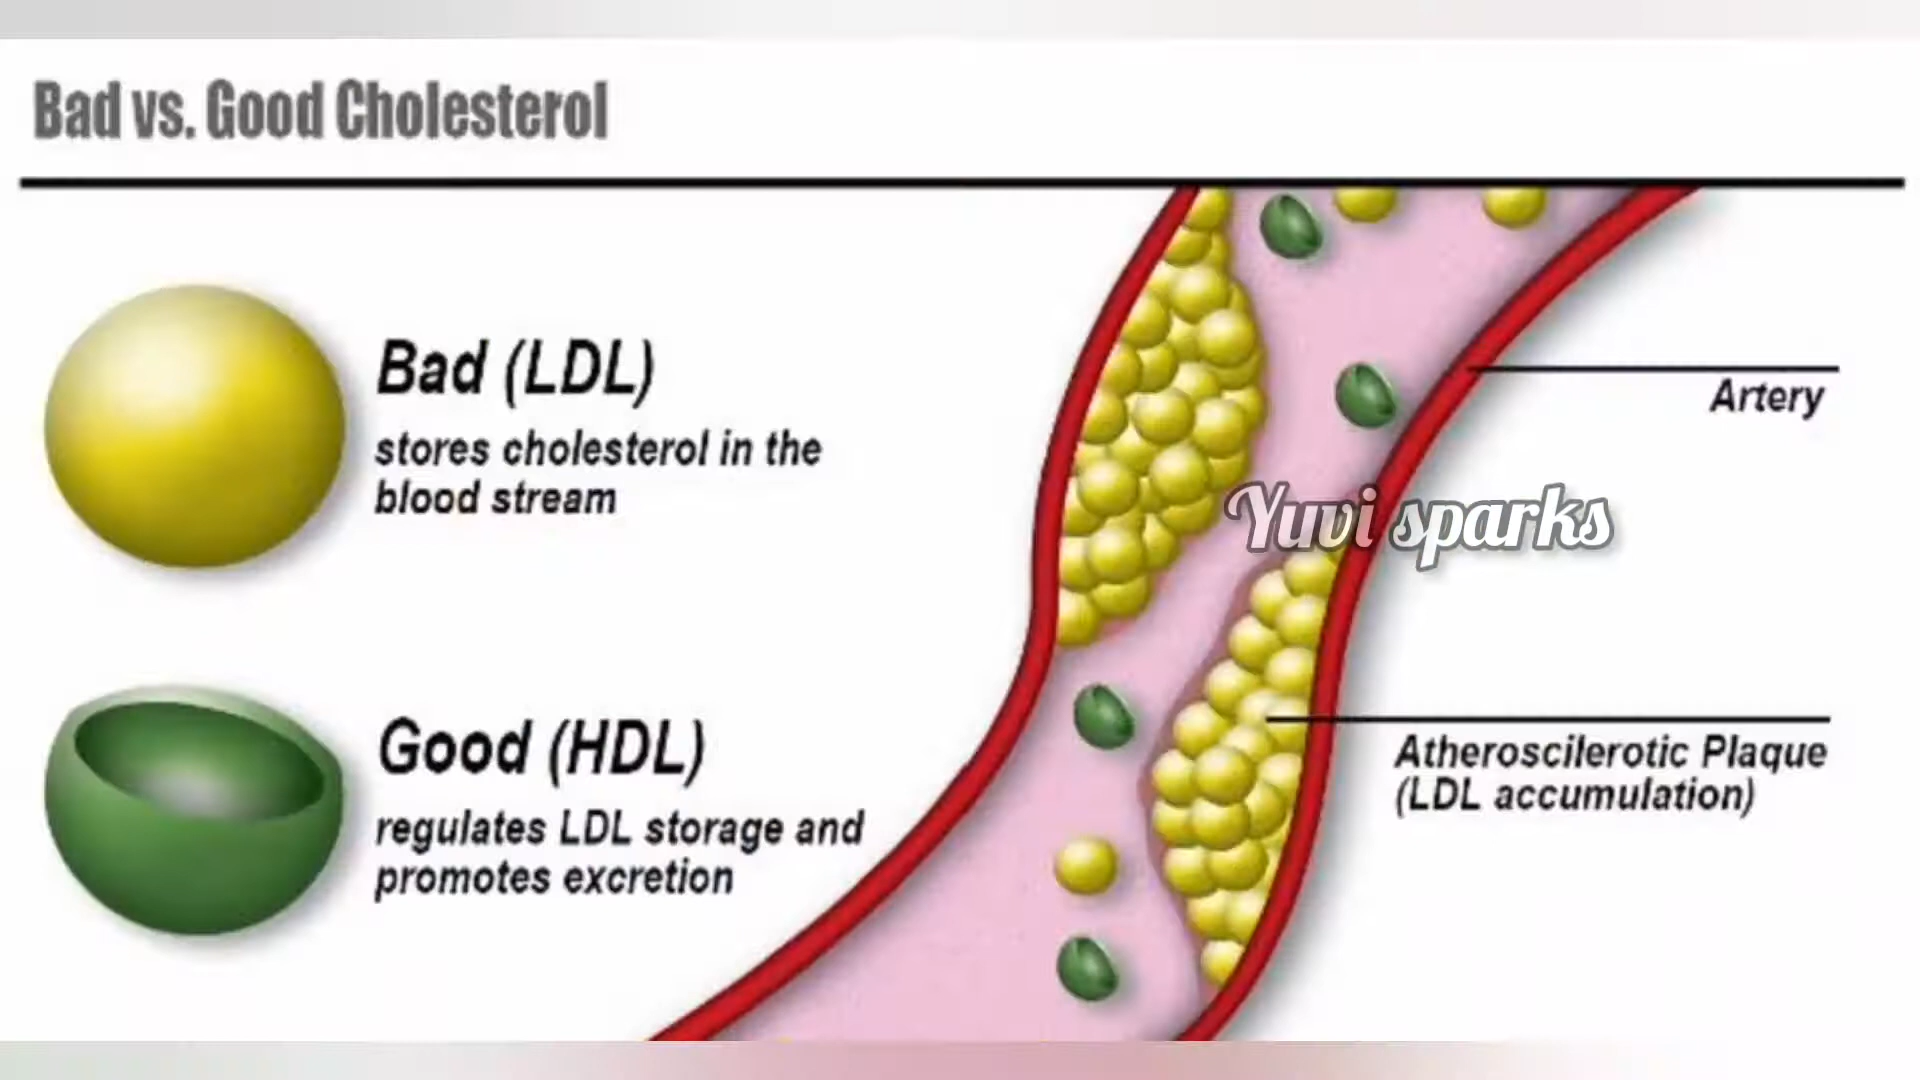 Bad vs. Good Cholesterol
Bad (LDL)
stores cholesterol in the
blood stream
Artery
Yuvi sparks
Good (HDL)
regulates LDL storage and
promotes excretion
Atheroscilerotic Plaque
(LDL accumulation)